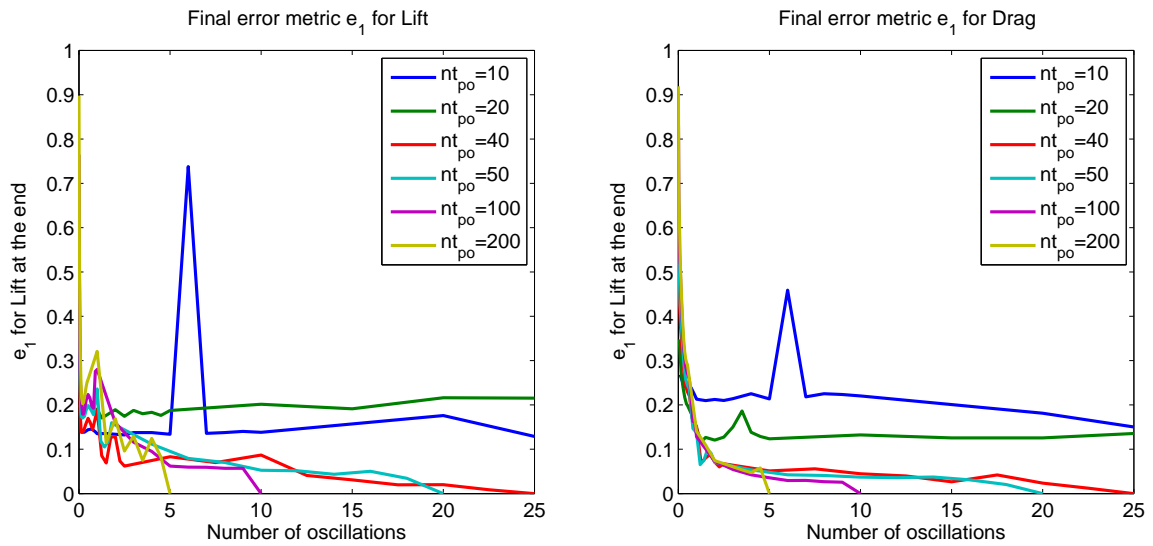 Final error metric e1 for Lift
e1 for Lift at the end
1
0.9
0.8
0.7
0.6
0.5
0.4
0.3
0.2
0.1
0
0 5 10 15 20 25
Number of oscillations
ntpo=10
ntpo=20
ntpo=40
ntpo=50
ntpo=100
ntpo=200
Final error metric e1 for Drag
e1 for Lift at the end
1
0.9
0.8
0.7
0.6
0.5
0.4
0.3
0.2
0.1
0
0 5 10 15 20 25
Number of oscillations
ntpo=10
ntpo=20
ntpo=40
ntpo=50
ntpo=100
ntpo=200